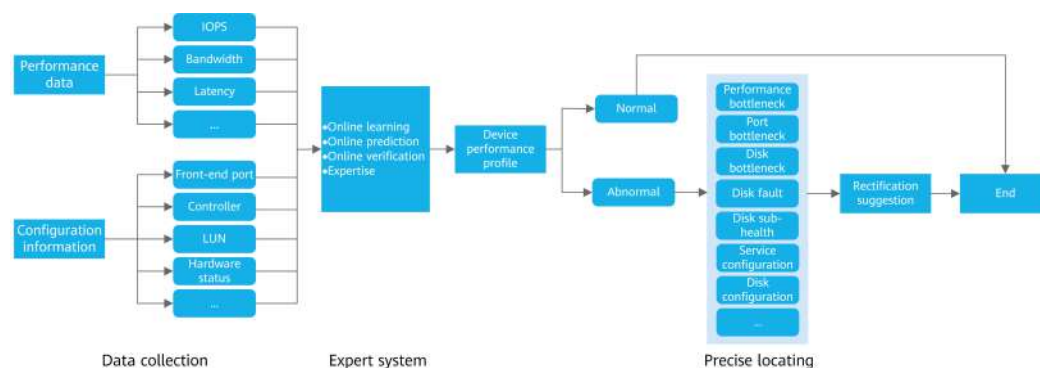 Performance
data
IOPS
Bandwidth
Latency
...
Configuration
information
Front-end port
Controller
LUN
Hardware
status
...
•Online learning
•Online prediction
•Online verification
•Expertise
Device
performance
profile
Normal
Abnormal
Performance
bottleneck
Port
bottleneck
Disk
bottleneck
Disk fault
Disk sub-
health
Service
configuration
Disk
configuration
...
Rectification
suggestion
End
Data collection
Expert system
Precise locating